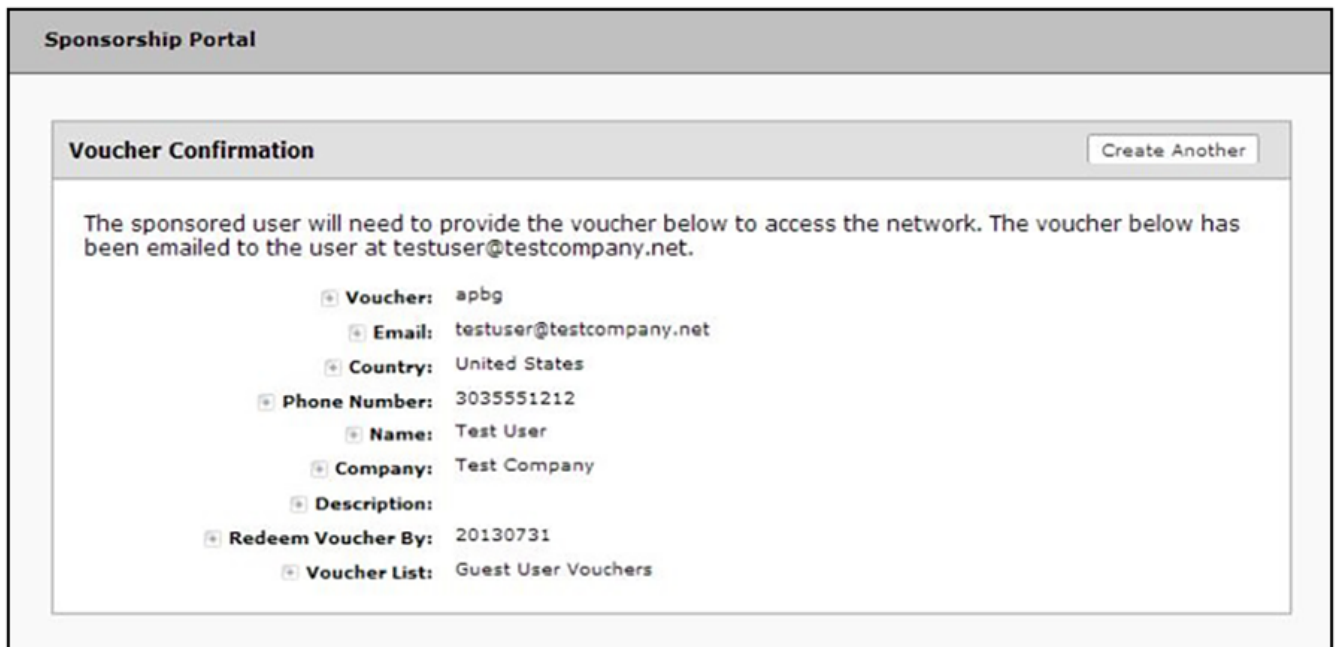 Sponsorship Portal
Voucher Confirmation
Create Another
The sponsored user will need to provide the voucher below to access the network. The voucher below has
been emailed to the user at testuser@testcompany.net.
Voucher: apbg
Email: testuser@testcompany.net
Country: United States
Phone Number: 3035551212
Name: Test User
Company: Test Company
Description:
Redeem Voucher By: 20130731
Voucher List: Guest User Vouchers